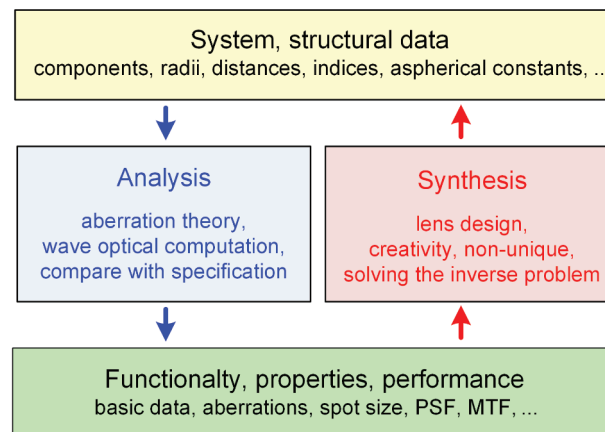 System, structural data
components, radii, distances, indices, aspherical constants, ..
Analysis
aberration theory,
wave optical computation,
compare with specification
Synthesis
lens design,
creativity, non-unique,
solving the inverse problem
Functionalty, properties, performance
basic data, aberrations, spot size, PSF, MTF, ...